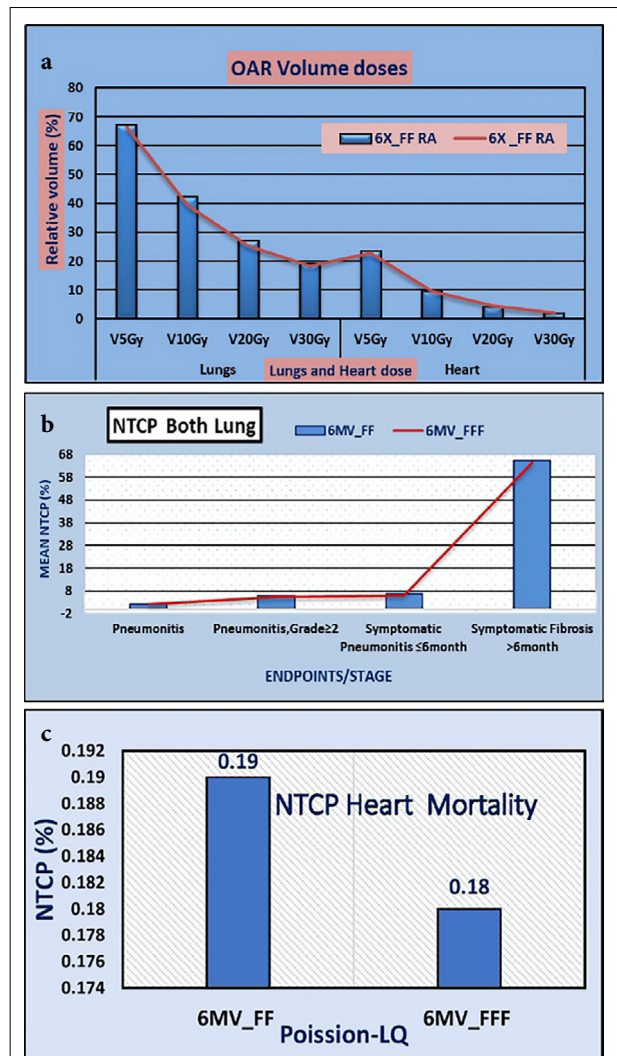 a
OAR Volume doses
Relative volume (%)
80
70
60
50
40
30
20
10
0
6X_FF RA 6X _FF RA
V5Gy V10Gy V20Gy V30Gy V5Gy V10Gy V20Gy V30Gy
Lungs Lungs and Heart dose Heart
b
NTCP Both Lung
6MV_FF 6MV_FFF
MEAN NTCP (%)
68
58
48
38
28
18
8
-2
Pneumonitis Pneumonitis,Grade≥2 Symptomatic Symptomatic Fibrosis
Pneumonitis ≤6month >6month
ENDPOINTS/STAGE
c
NTCP (%)
0.192
0.19
0.188
0.186
0.184
0.182
0.18
0.178
0.176
0.174
0.19
NTCP Heart Mortality
0.18
6MV_FF 6MV_FFF
Poission-LQ